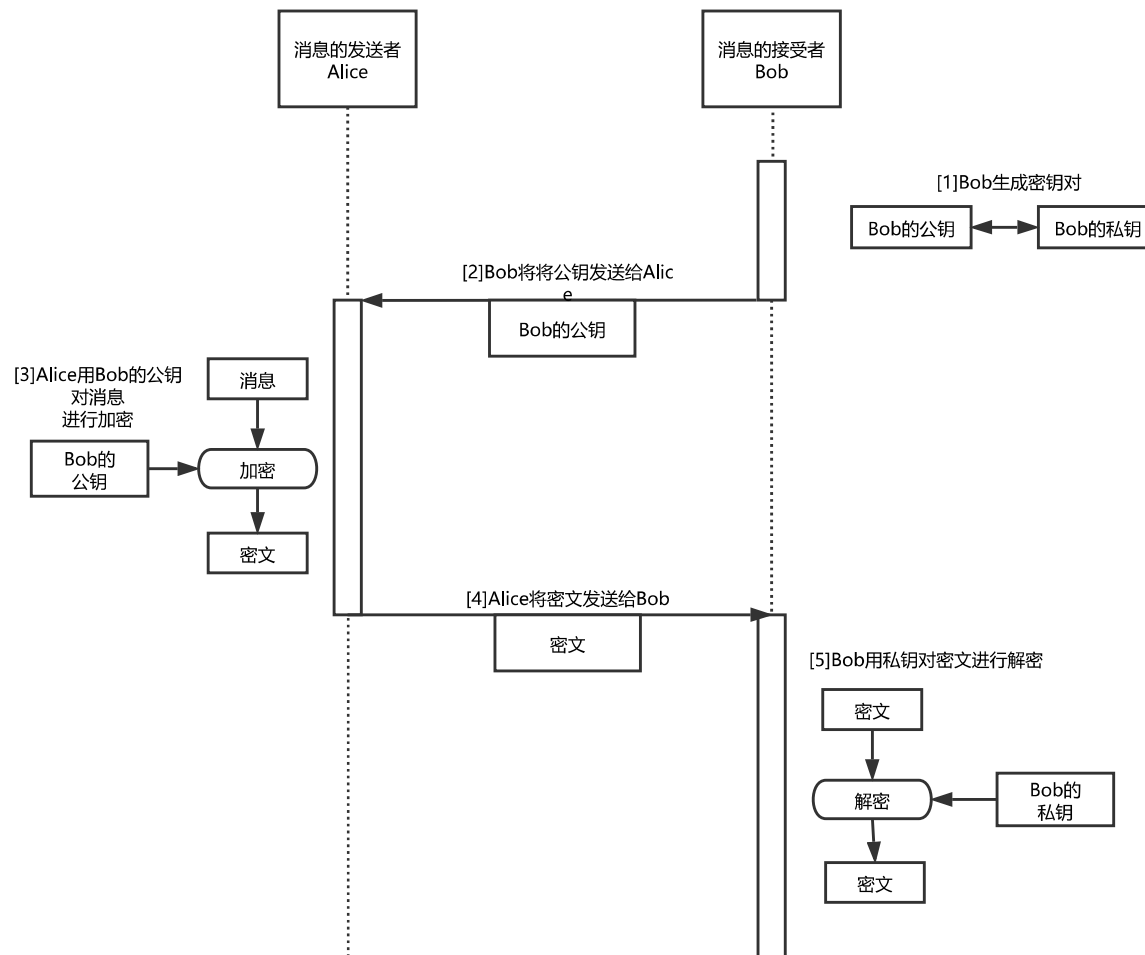 消息的发送者
Alice
消息的接受者
Bob
[1]Bob生成密钥对
Bob的公钥
Bob的私钥
[2]Bob将将公钥发送给Alic
e
Bob的公钥
[3]Alice用Bob的公钥
对消息
进行加密
消息
Bob的
公钥
加密
密文
[4]Alice将密文发送给Bob
密文
[5]Bob用私钥对密文进行解密
密文
解密
Bob的
私钥
密文